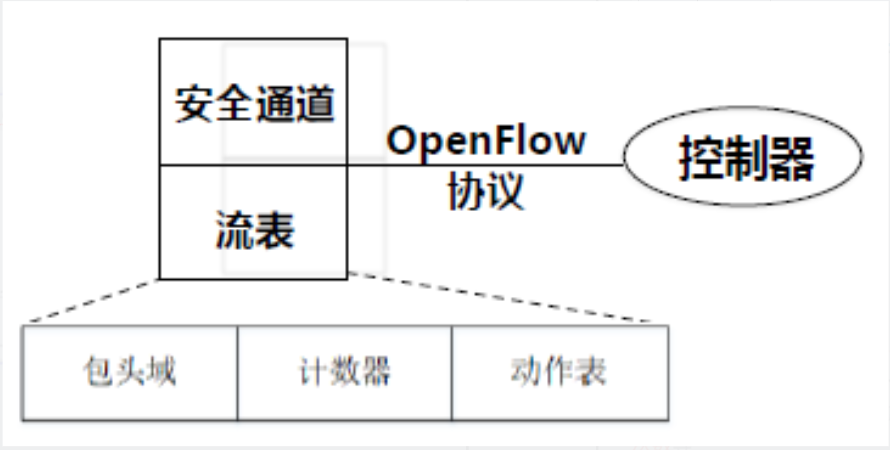 安全通道
OpenFlow
协议
控制器
流表
包头域
计数器
动作表